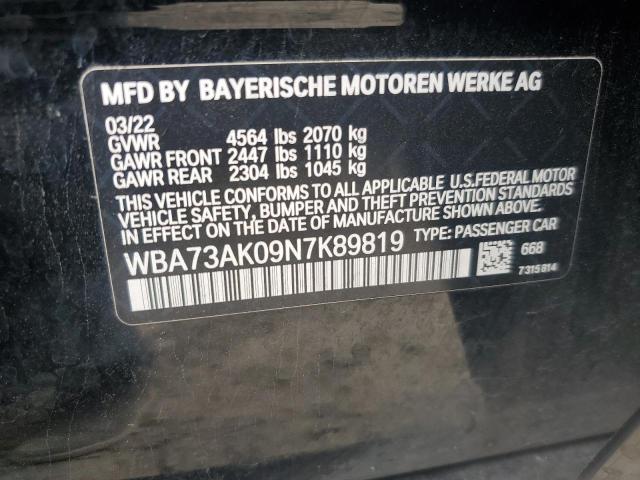 MFD BY BAYERISCHE MOTOREN WERKE AG
03/22
GVWR 4564 lbs 2070 kg
GAWR FRONT 2447 lbs 1110 kg
GAWR REAR 2304 lbs 1045 kg
THIS VEHICLE CONFORMS TO ALL APPLICABLE U.S.FEDERAL MOTOR
VEHICLE SAFETY, BUMPER AND THEFT PREVENTION STANDARDS
IN EFFECT ON THE DATE OF MANUFACTURE SHOWN ABOVE.
WBA73AK09N7K89819 TYPE: PASSENGER CAR
668
7315814